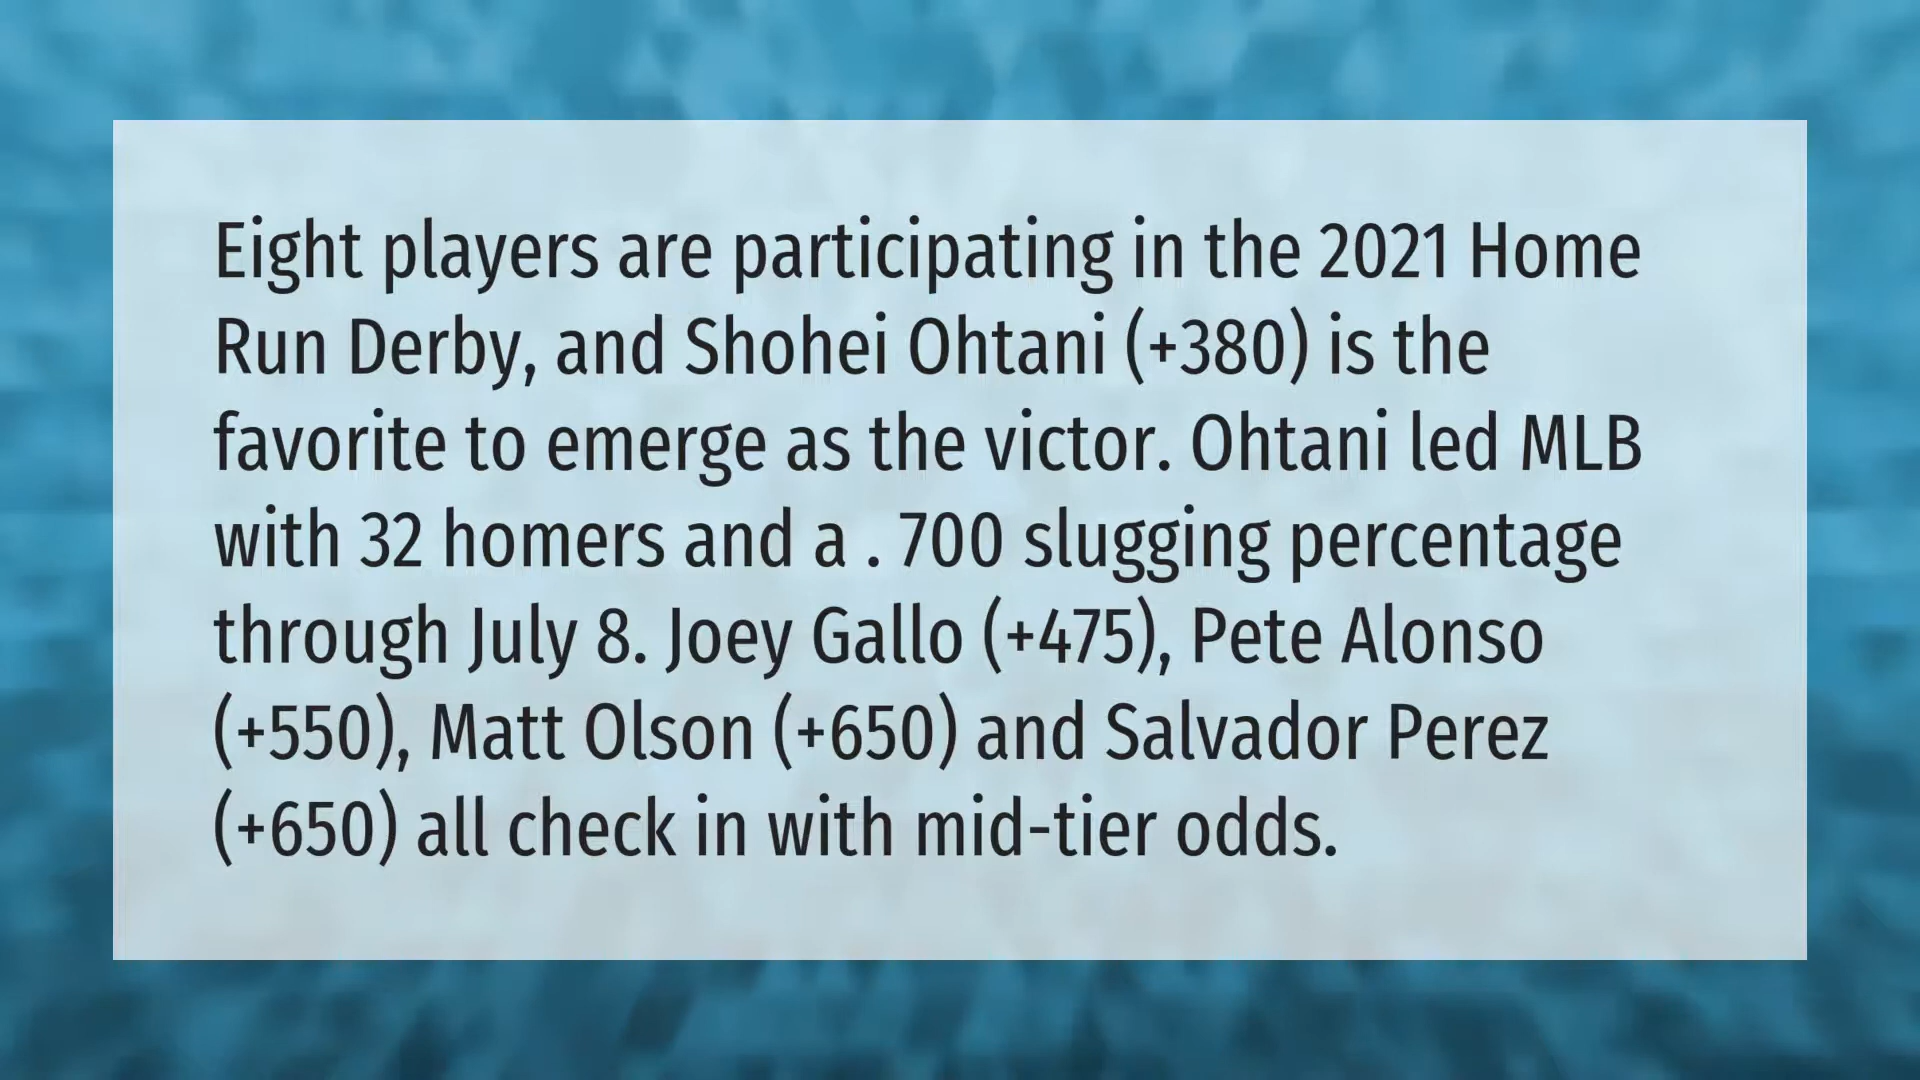 Eight players are participating in the 2021 Home
Run Derby, and Shohei Ohtani (+380) is the
favorite to emerge as the victor. Ohtani led MLB
with 32 homers and a . 700 slugging percentage
through July 8. Joey Gallo (+475), Pete Alonso
(+550), Matt Olson (+650) and Salvador Perez
(+650) all check in with mid-tier odds.